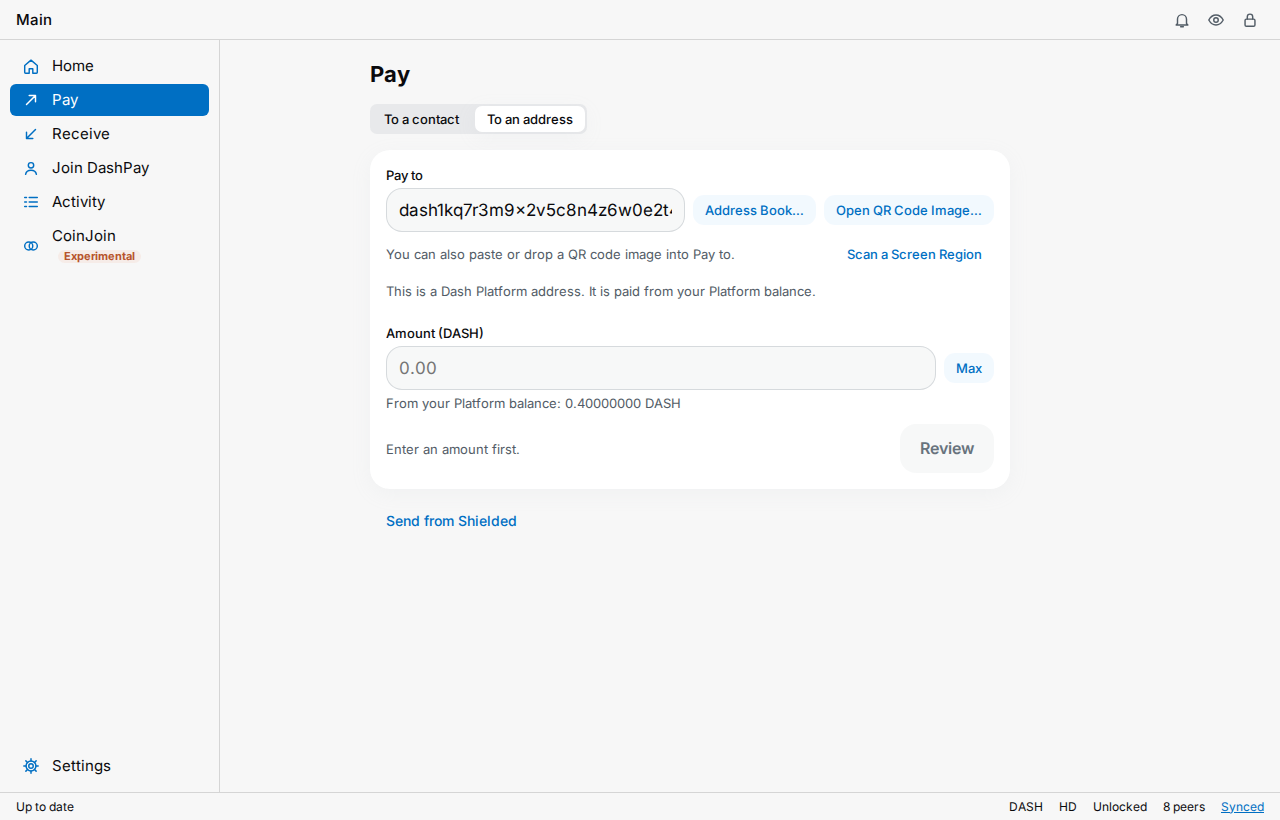 Main
Home
Pay
Receive
Join DashPay
Activity
CoinJoin
Experimental
Settings
Pay
To a contact
To an address
Pay to
dash1kq7r3m9x2v5c8n4z6w0e2t
Address Book...
Open QR Code Image...
You can also paste or drop a QR code image into Pay to.
Scan a Screen Region
This is a Dash Platform address. It is paid from your Platform balance.
Amount (DASH)
0.00
Max
From your Platform balance: 0.40000000 DASH
Enter an amount first.
Review
Send from Shielded
Up to date
DASH
HD
Unlocked
8 peers
Synced